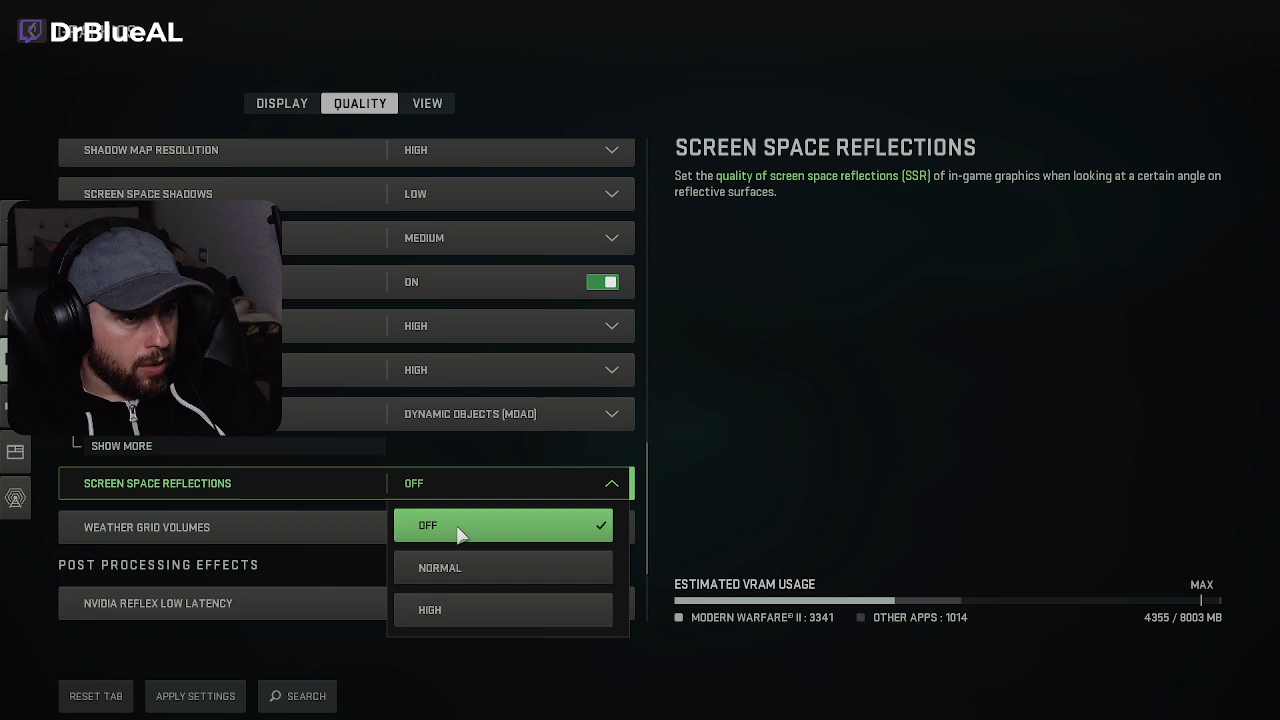 DrBlueAL
DISPLAY QUALITY VIEW
SHADOW MAP RESOLUTION HIGH
SCREEN SPACE SHADOWS LOW
MEDIUM
ON
HIGH
HIGH
DYNAMIC OBJECTS (MDAO)
SHOW MORE
SCREEN SPACE REFLECTIONS OFF
OFF
NORMAL
HIGH
WEATHER GRID VOLUMES
POST PROCESSING EFFECTS
NVIDIA REFLEX LOW LATENCY
RESET TAB APPLY SETTINGS SEARCH
SCREEN SPACE REFLECTIONS
Set the quality of screen space reflections (SSR) of in-game graphics when looking at a certain angle on
reflective surfaces.
ESTIMATED VRAM USAGE MAX
MODERN WARFARE® II : 3341 OTHER APPS : 1014 4355 / 8003 MB